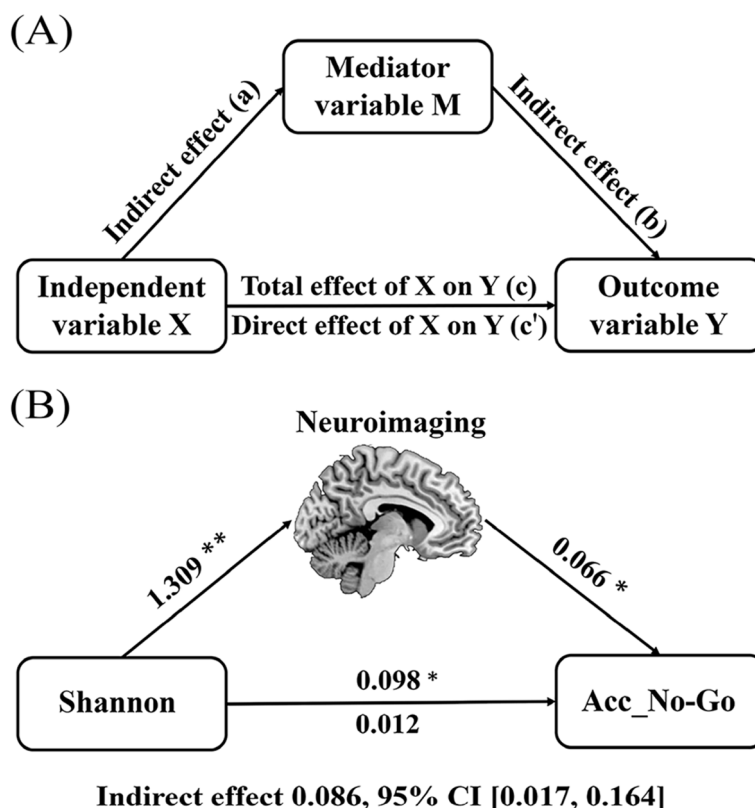 (A)
Mediator
variable M
Indirect effect (a)
Indirect effect (b)
Independent
variable X
Total effect of X on Y (c)
Direct effect of X on Y (c')
Outcome
variable Y
(B)
Neuroimaging
1.309 **
0.066 *
Shannon
0.098 *
0.012
Acc_No-Go
Indirect effect 0.086, 95% CI [0.017, 0.164]